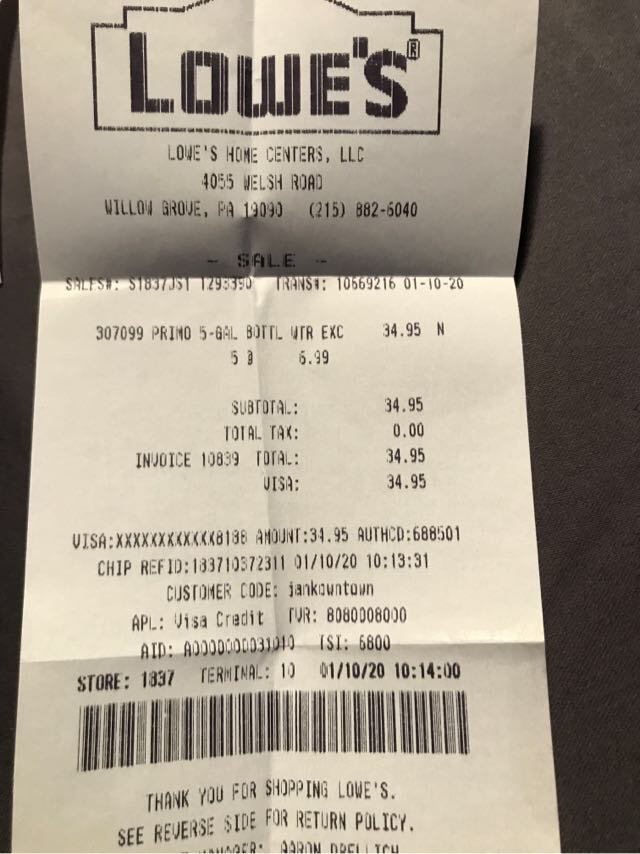 LOWE'S®
LOWE'S HOME CENTERS, LLC
4055 WELSH ROAD
WILLOW GROVE, PA 19090 (215) 882-6040
- SALE -
SALES#: S1837JS1 1293390 TRANS#: 10669216 01-10-20
307099 PRIMO 5-GAL BOTTL WTR EXC 34.95 N
5 @ 6.99
SUBTOTAL: 34.95
TOTAL TAX: 0.00
INVOICE 10839 TOTAL: 34.95
VISA: 34.95
VISA:XXXXXXXXXXXX8138 AMOUNT:34.95 AUTHCD:688501
CHIP REFID:183710372311 01/10/20 10:13:31
CUSTOMER CODE: jankowntown
APL: Visa Credit TVR: 8080008000
AID: A0000000031010 TSI: 6800
STORE: 1837 TERMINAL: 10 01/10/20 10:14:00
THANK YOU FOR SHOPPING LOWE'S.
SEE REVERSE SIDE FOR RETURN POLICY.
AARON DRELLICH